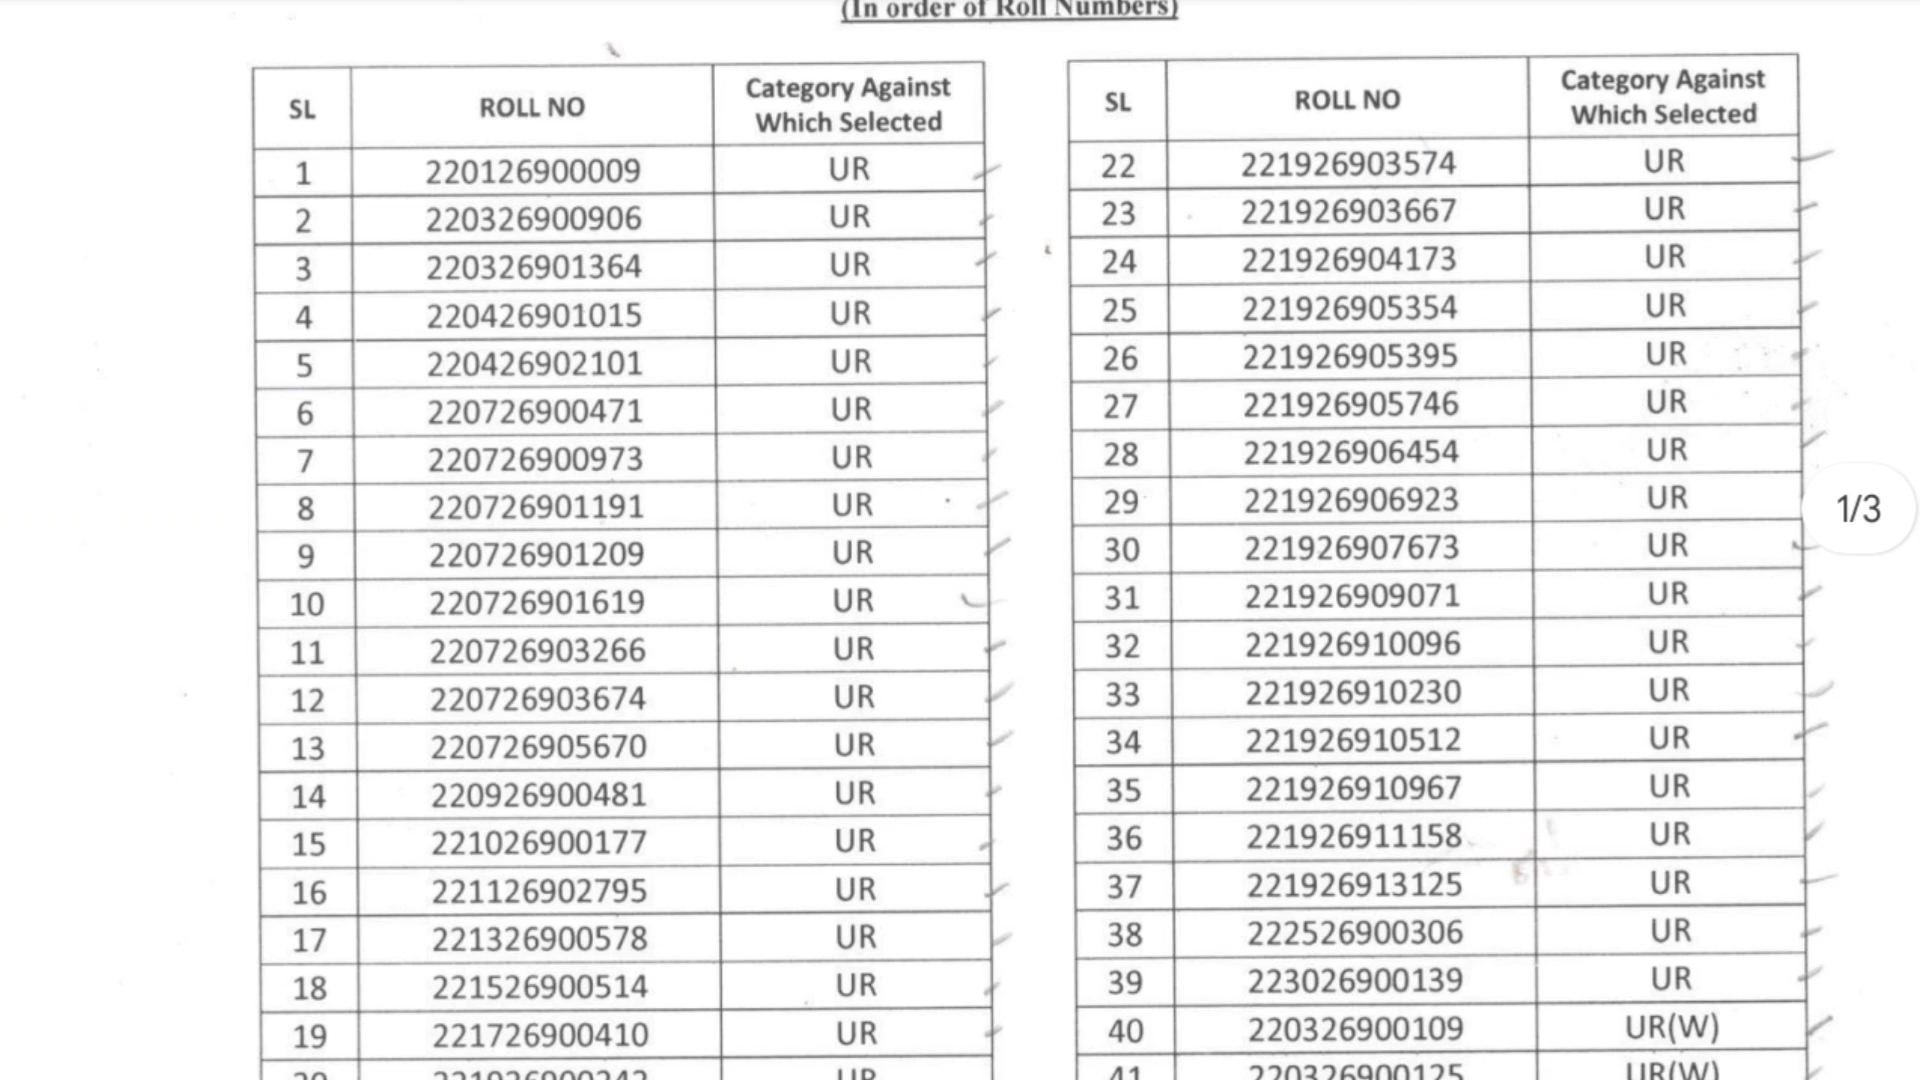 (In order of Roll Numbers)
SL ROLL NO Category Against Which Selected
1 220126900009 UR
2 220326900906 UR
3 220326901364 UR
4 220426901015 UR
5 220426902101 UR
6 220726900471 UR
7 220726900973 UR
8 220726901191 UR
9 220726901209 UR
10 220726901619 UR
11 220726903266 UR
12 220726903674 UR
13 220726905670 UR
14 220926900481 UR
15 221026900177 UR
16 221126902795 UR
17 221326900578 UR
18 221526900514 UR
19 221726900410 UR
20 UR
SL ROLL NO Category Against Which Selected
22 221926903574 UR
23 221926903667 UR
24 221926904173 UR
25 221926905354 UR
26 221926905395 UR
27 221926905746 UR
28 221926906454 UR
29 221926906923 UR
30 221926907673 UR
31 221926909071 UR
32 221926910096 UR
33 221926910230 UR
34 221926910512 UR
35 221926910967 UR
36 221926911158 UR
37 221926913125 UR
38 222526900306 UR
39 223026900139 UR
40 220326900109 UR(W)
41 220326900125 UR(W)
1/3